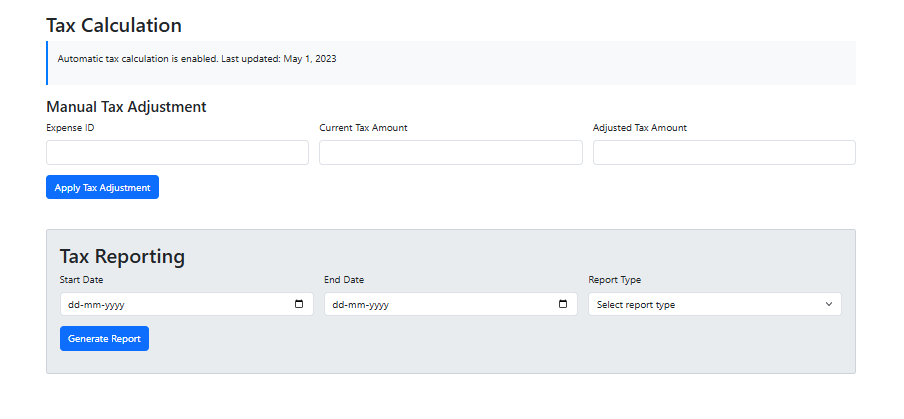 Tax Calculation
Automatic tax calculation is enabled. Last updated: May 1, 2023
Manual Tax Adjustment
Expense ID Current Tax Amount Adjusted Tax Amount
Apply Tax Adjustment
Tax Reporting
Start Date End Date Report Type
dd-mm-yyyy dd-mm-yyyy Select report type
Generate Report